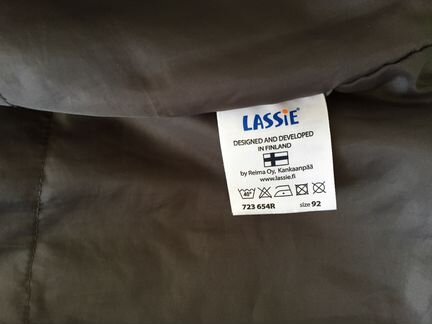 LASSiE®
DESIGNED AND DEVELOPED
IN FINLAND
by Reima Oy, Kankaanpää
www.lassie.fi
40°
723 654R size 92